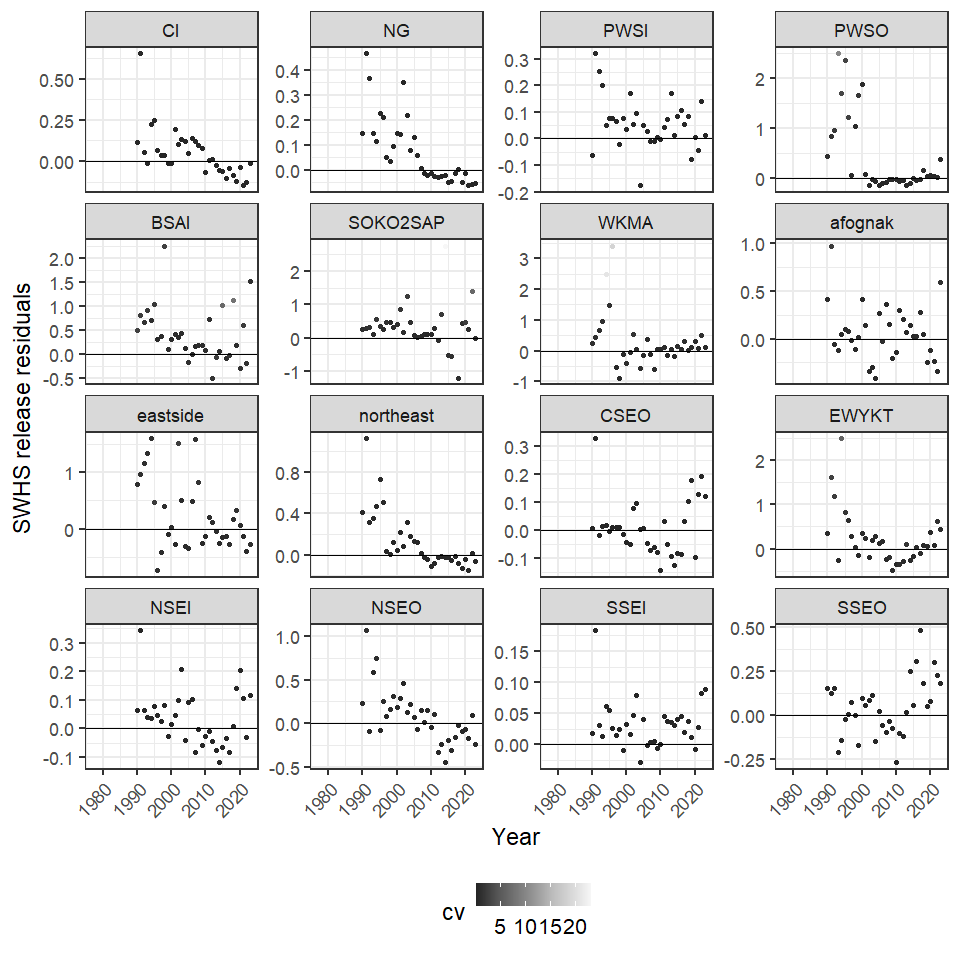 CI NG PWSI PWSO
0.50 0.25 0.00
0.4 0.3 0.2 0.1 0.0
0.3 0.2 0.1 0.0 -0.1 -0.2
2 1 0
BSAI SOKO2SAP WKMA afognak
2.0 1.5 1.0 0.5 0.0 -0.5
2 1 0 -1
3 2 1 0 -1
1.0 0.5 0.0
SWHS release residuals
eastside northeast CSEO EWYKT
1 0
0.8 0.4 0.0
0.3 0.2 0.1 0.0 -0.1
2 1 0
NSEI NSEO SSEI SSEO
0.3 0.2 0.1 0.0 -0.1
1.0 0.5 0.0 -0.5
0.15 0.10 0.05 0.00
0.50 0.25 0.00 -0.25
1980 1990 2000 2010 2020 1980 1990 2000 2010 2020 1980 1990 2000 2010 2020 1980 1990 2000 2010 2020
Year
cv
5 10 15 20